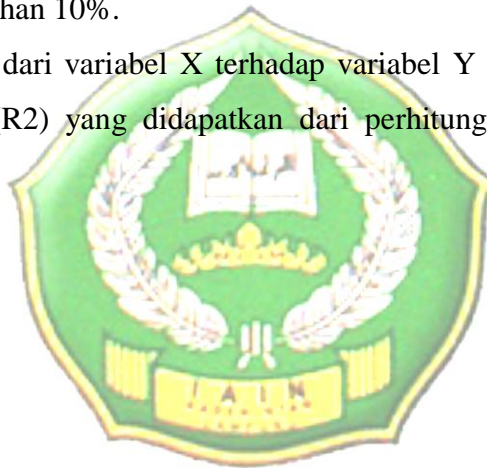 han 10%.
dari variabel X terhadap variabel Y
R2) yang didapatkan dari perhitung
I A I N